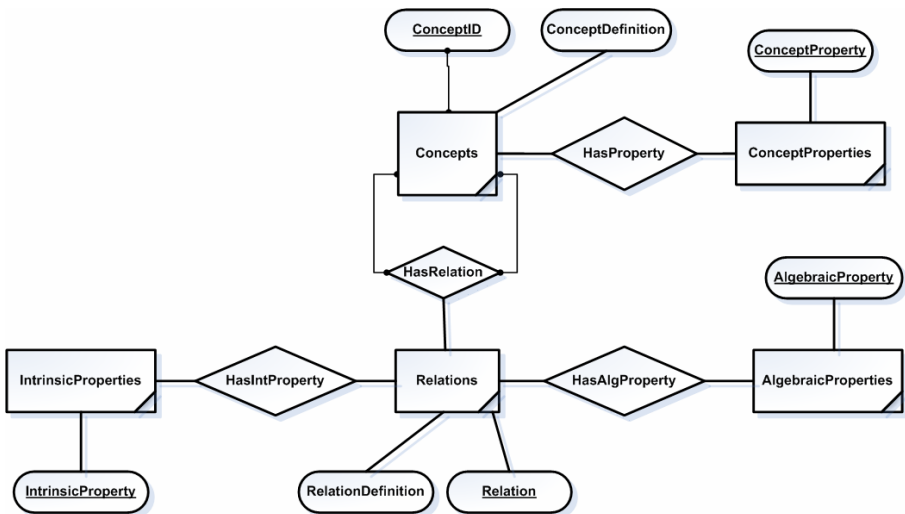 ConceptID
ConceptDefinition
ConceptProperty
Concepts
HasProperty
ConceptProperties
HasRelation
AlgebraicProperty
IntrinsicProperties
HasIntProperty
Relations
HasAlgProperty
AlgebraicProperties
IntrinsicProperty
RelationDefinition
Relation